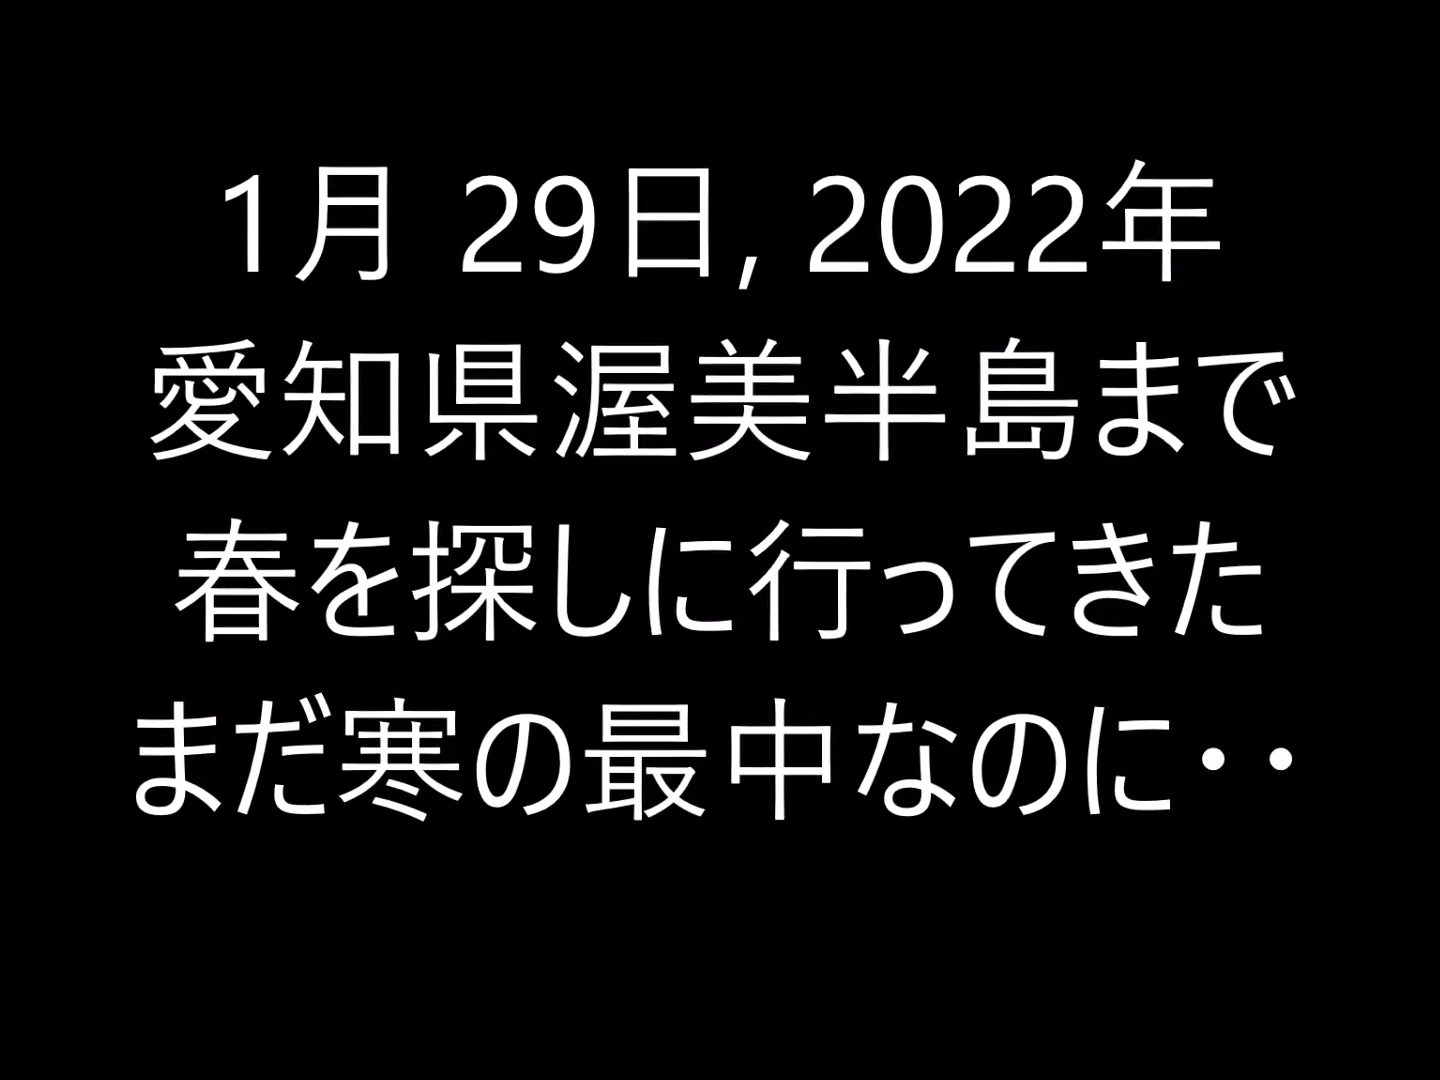 1月 29日, 2022年
愛知県渥美半島まで
春を探しに行ってきた
まだ寒の最中なのに・・